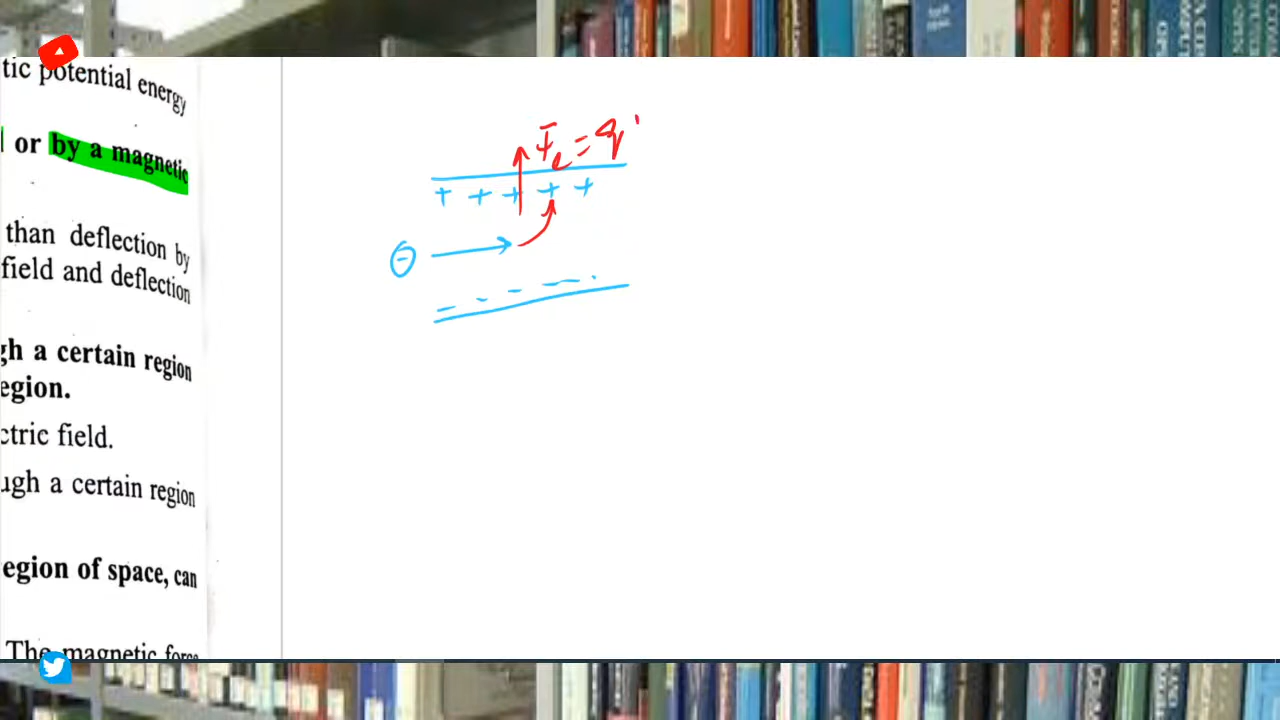 tic potential energy
or by a magnetic
than deflection by
field and deflection
gh a certain region
egion.
ctric field.
ugh a certain region
egion of space, can
The magnetic force
F̄e = q
+ + + + +
−
− − − −